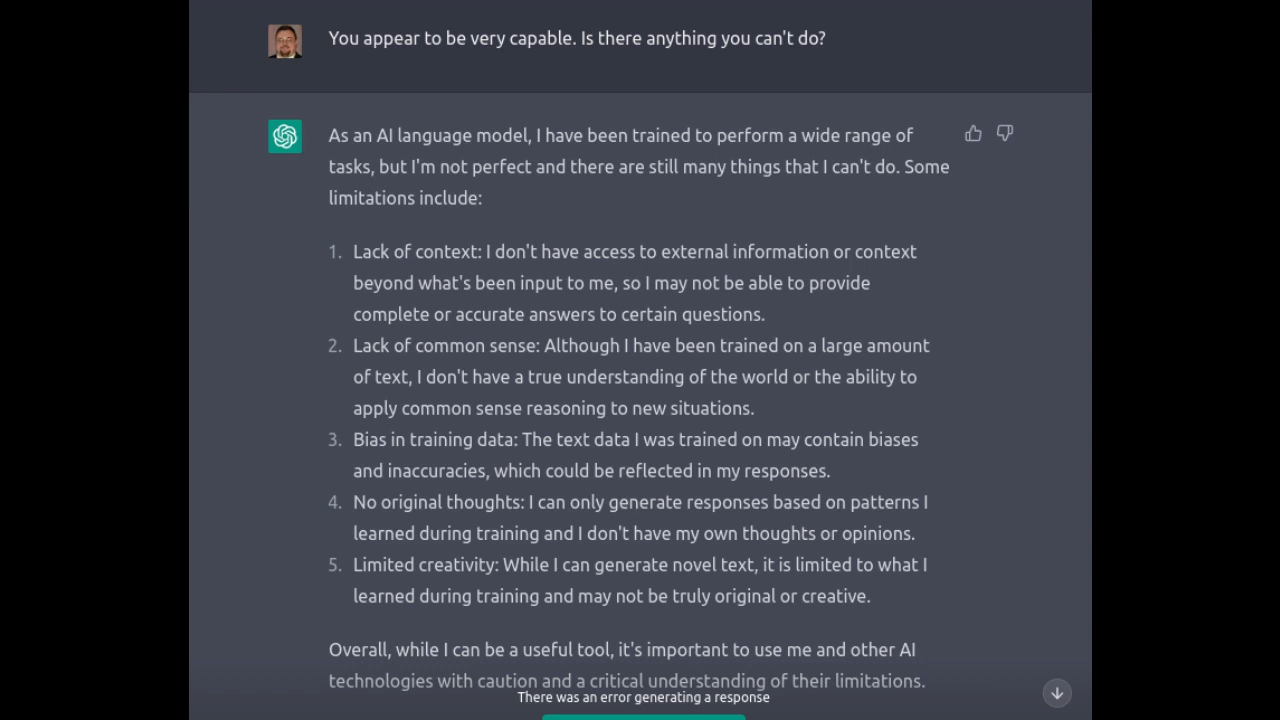 You appear to be very capable. Is there anything you can't do?
As an AI language model, I have been trained to perform a wide range of
tasks, but I'm not perfect and there are still many things that I can't do. Some
limitations include:
1. Lack of context: I don't have access to external information or context
beyond what's been input to me, so I may not be able to provide
complete or accurate answers to certain questions.
2. Lack of common sense: Although I have been trained on a large amount
of text, I don't have a true understanding of the world or the ability to
apply common sense reasoning to new situations.
3. Bias in training data: The text data I was trained on may contain biases
and inaccuracies, which could be reflected in my responses.
4. No original thoughts: I can only generate responses based on patterns I
learned during training and I don't have my own thoughts or opinions.
5. Limited creativity: While I can generate novel text, it is limited to what I
learned during training and may not be truly original or creative.
Overall, while I can be a useful tool, it's important to use me and other AI
technologies with caution and a critical understanding of their limitations.
There was an error generating a response